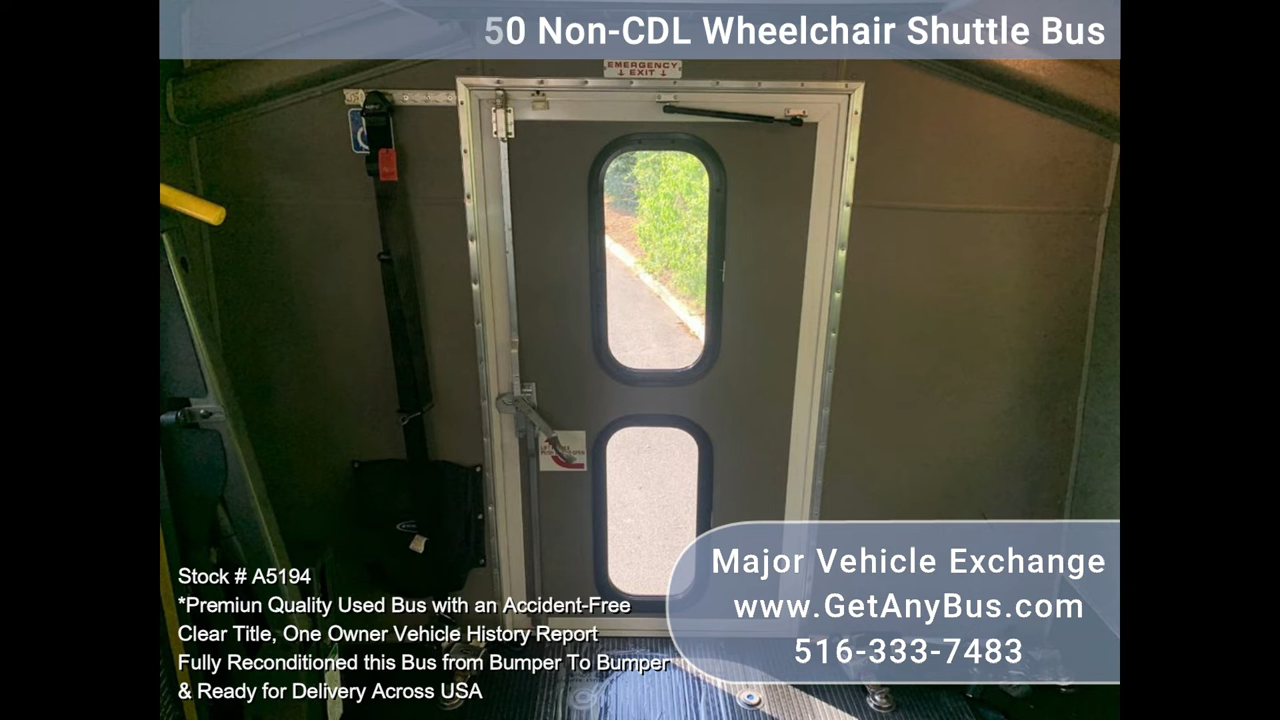 50 Non-CDL Wheelchair Shuttle Bus
EMERGENCY
↓ EXIT ↓
Stock # A5194
*Premiun Quality Used Bus with an Accident-Free
Clear Title, One Owner Vehicle History Report
Fully Reconditioned this Bus from Bumper To Bumper
& Ready for Delivery Across USA
Major Vehicle Exchange
www.GetAnyBus.com
516-333-7483